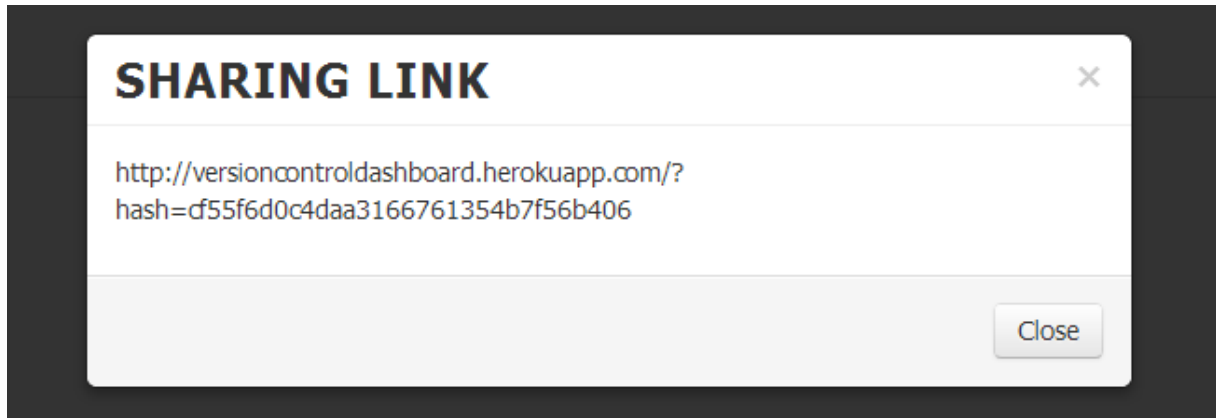 SHARING LINK
×
http://versioncontroldashboard.herokuapp.com/?
hash=cf55f6d0c4daa3166761354b7f56b406
Close